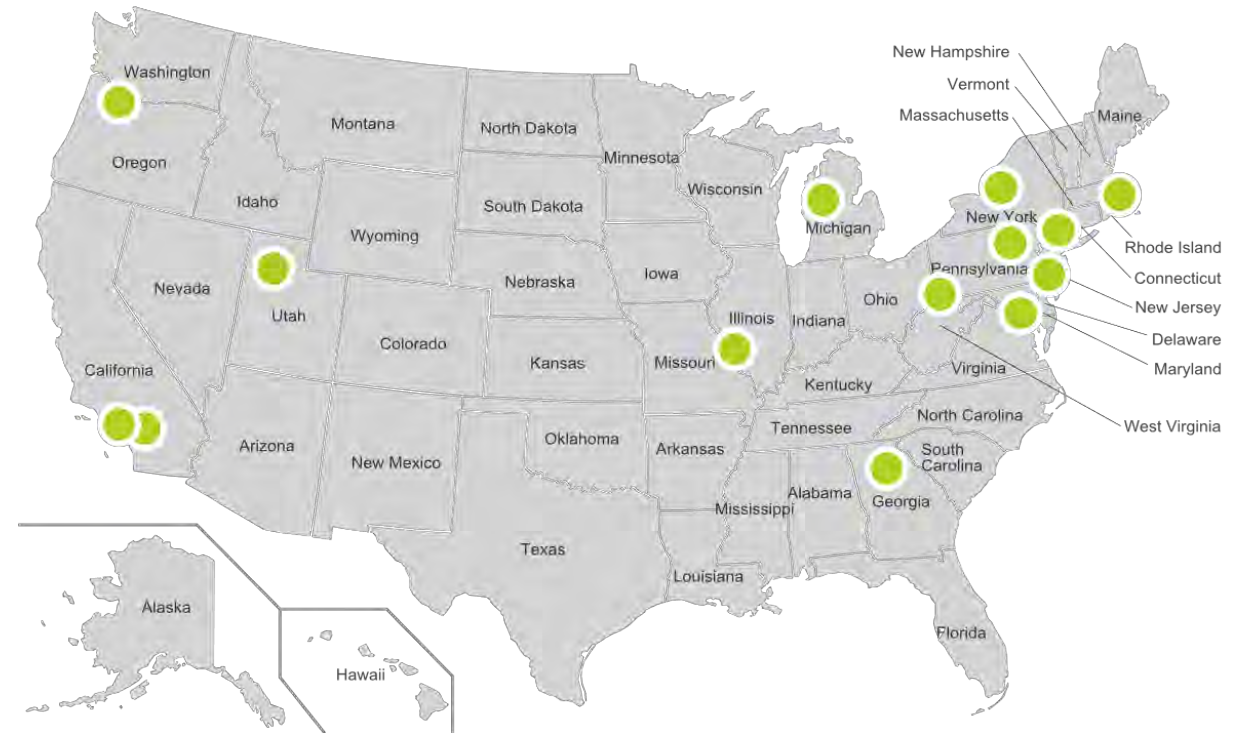 New Hampshire
Washington
Vermont
Massachusetts
Maine
Montana
North Dakota
Minnesota
Oregon
Wisconsin
Idaho
South Dakota
New York
Michigan
Wyoming
Rhode Island
Pennsylvania
Iowa
Connecticut
Nebraska
Nevada
Ohio
New Jersey
Utah
Illinois
Indiana
Delaware
Colorado
Kansas
Missouri
Virginia
Maryland
California
Kentucky
North Carolina
West Virginia
Tennessee
Arizona
Oklahoma
Arkansas
South
Carolina
New Mexico
Alabama
Georgia
Mississippi
Texas
Louisiana
Alaska
Florida
Hawaii